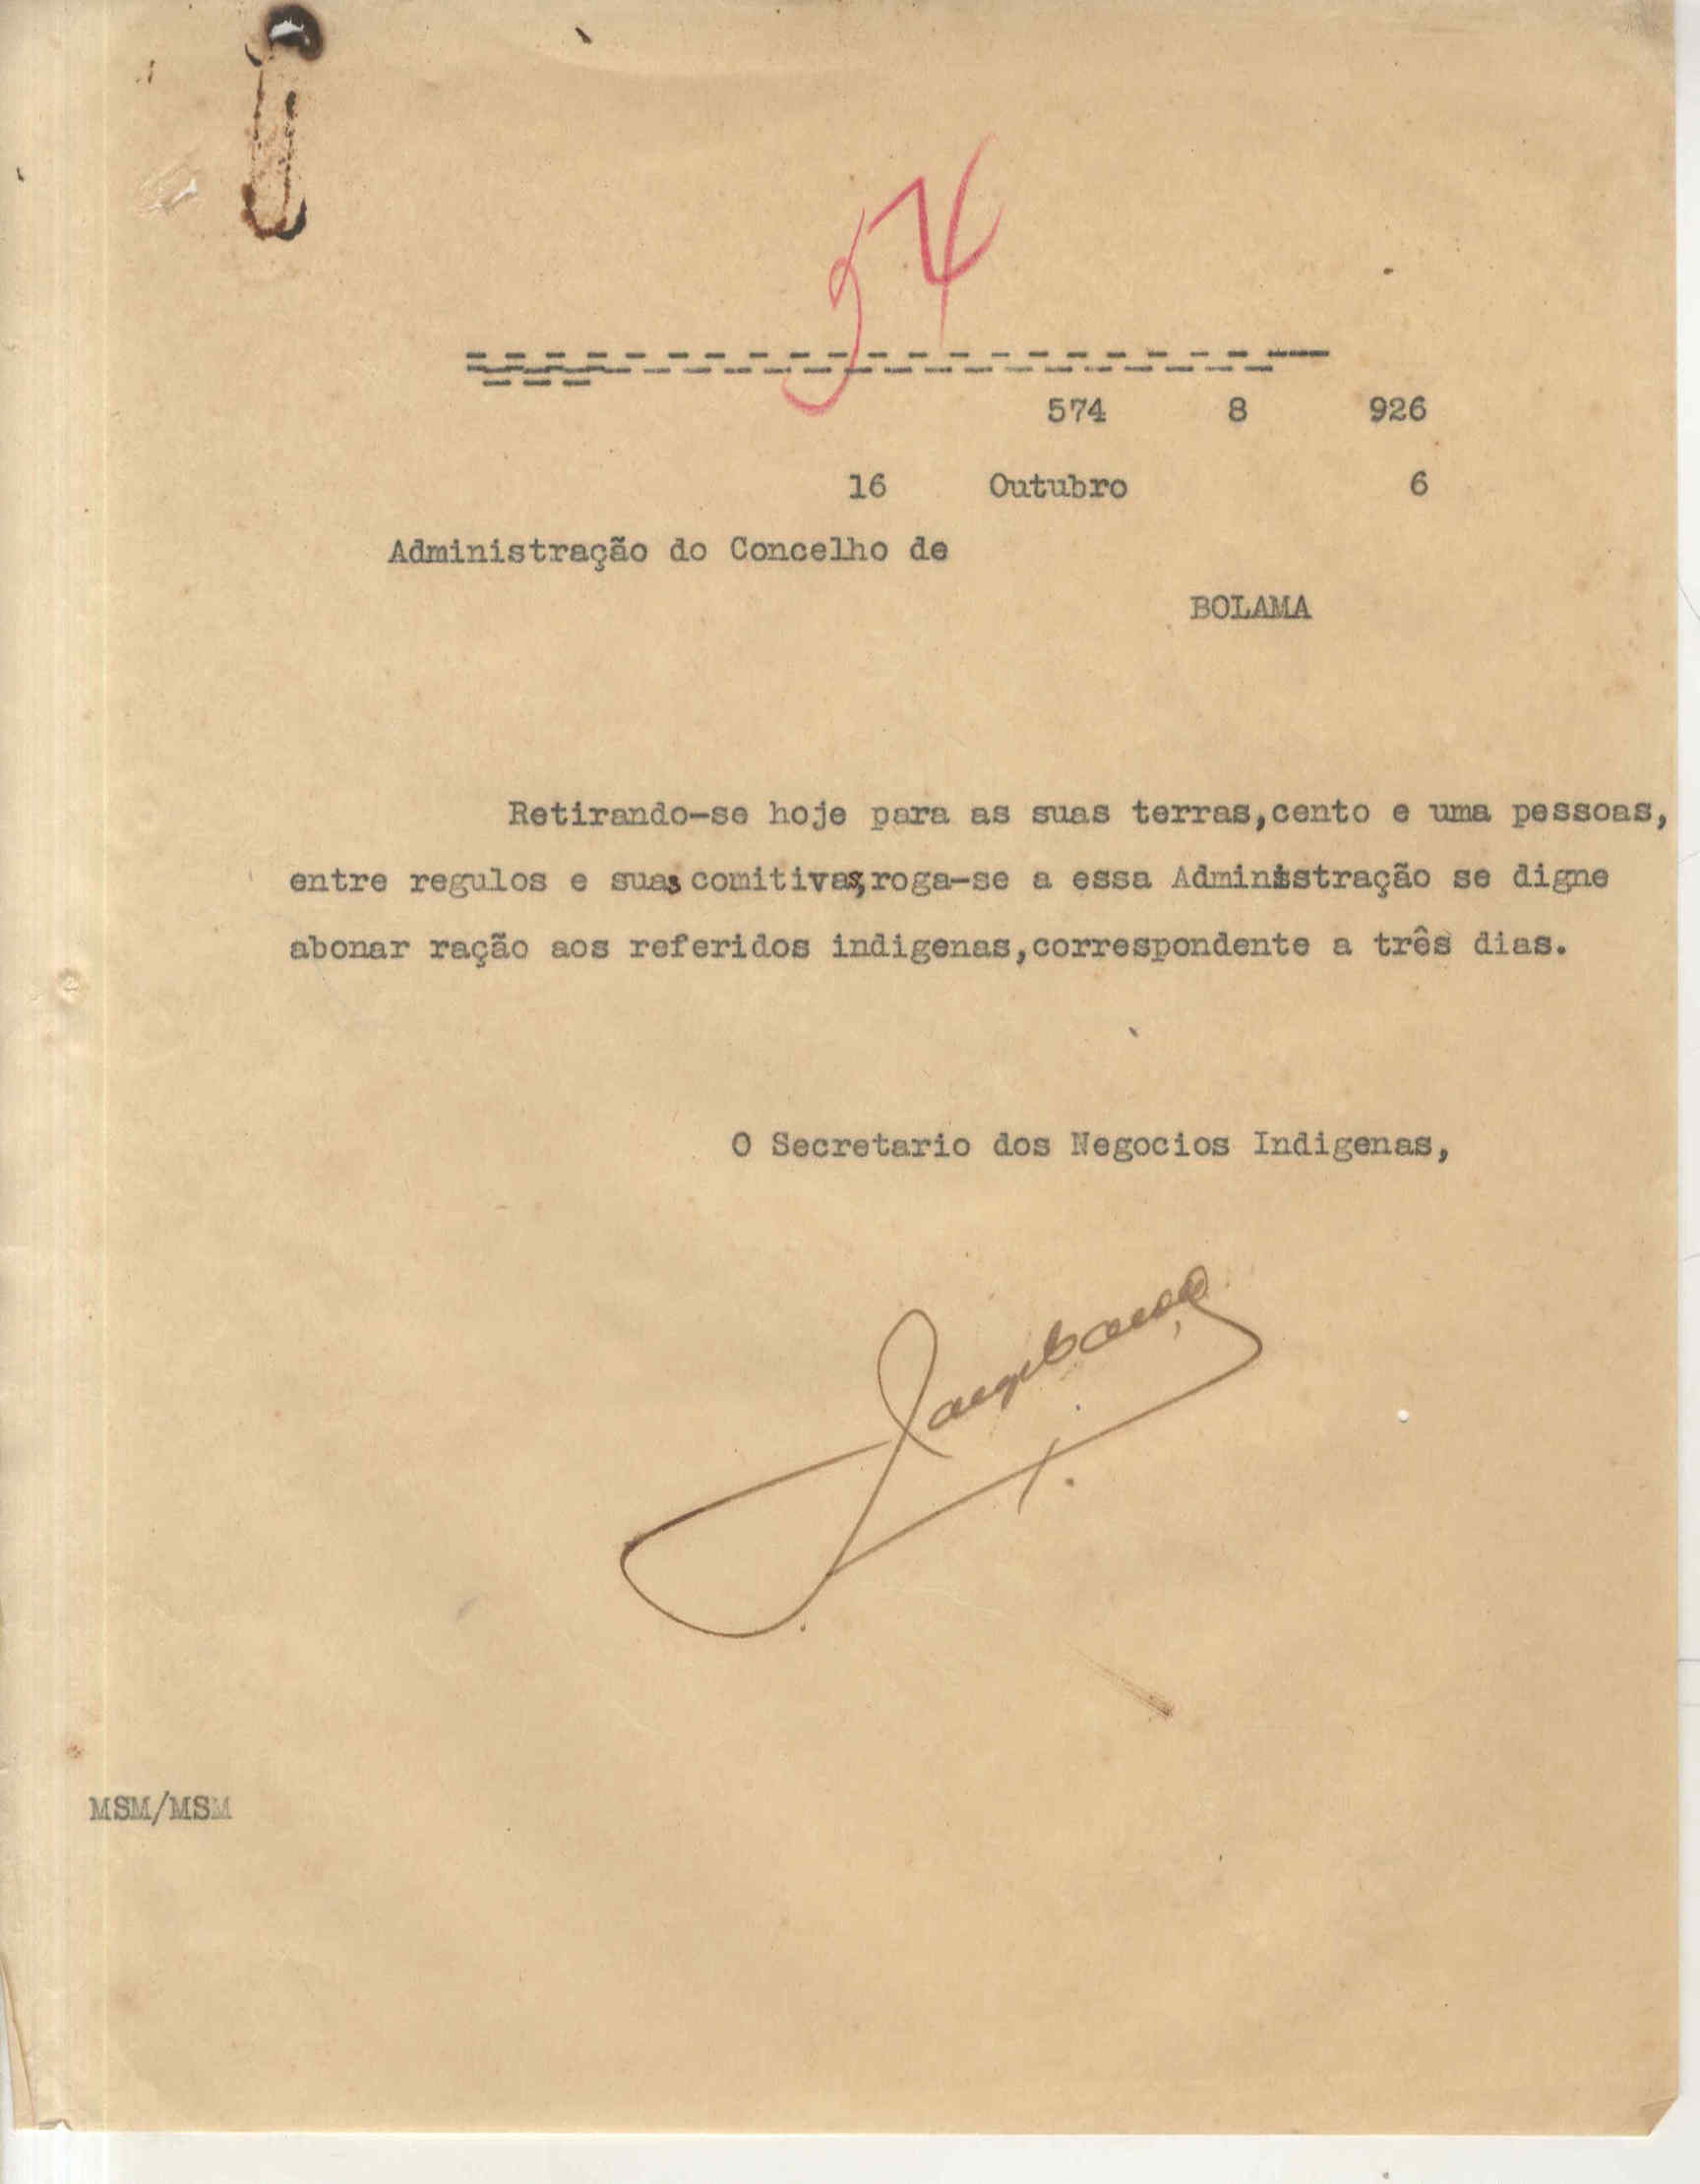 574 8 926
16 Outubro 6
Administração do Concelho de
BOLAMA
Retirando-se hoje para as suas terras,cento e uma pessoas,
entre regulos e suas comitivas,roga-se a essa Administração se digne
abonar ração aos referidos indigenas,correspondente a três dias.
O Secretario dos Negocios Indigenas,
MSM/MSM